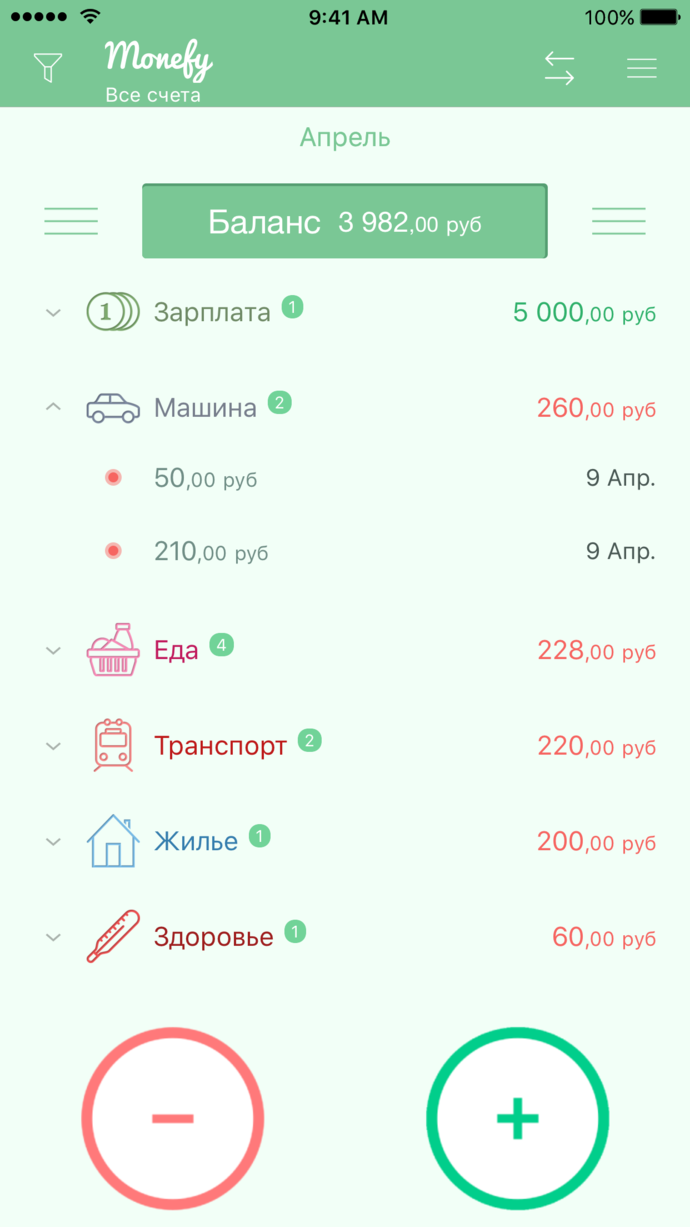 9:41 AM 100%
Monefy
Все счета
Апрель
Баланс 3 982,00 руб
1 Зарплата 1 5 000,00 руб
Машина 2 260,00 руб
50,00 руб 9 Апр.
210,00 руб 9 Апр.
Еда 4 228,00 руб
Транспорт 2 220,00 руб
Жилье 1 200,00 руб
Здоровье 1 60,00 руб